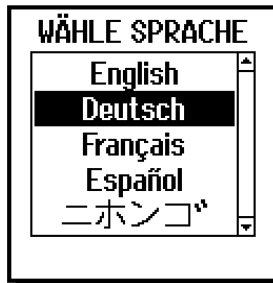 WÄHLE SPRACHE
English
Deutsch
Français
Español
ニホンゴ